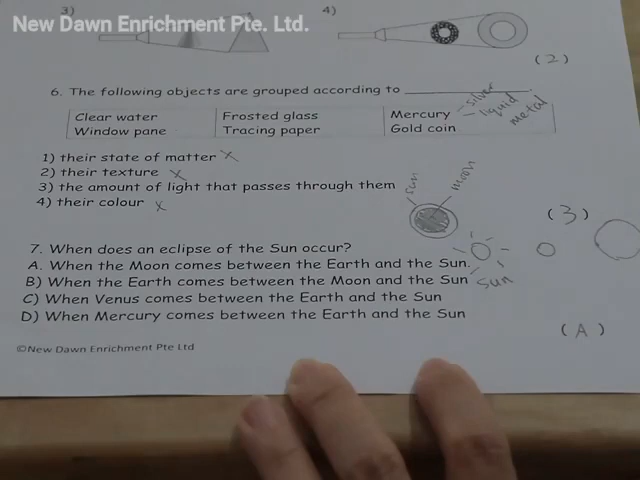 New Dawn Enrichment Pte. Ltd.
3)
4)
(2)
6. The following objects are grouped according to ____________________.
silver
liquid
metal
Clear water
Window pane
Frosted glass
Tracing paper
Mercury
Gold coin
1) their state of matter x
2) their texture x
3) the amount of light that passes through them
4) their colour x
sun
moon
(3)
7. When does an eclipse of the Sun occur?
A. When the Moon comes between the Earth and the Sun.
B) When the Earth comes between the Moon and the Sun
sun
C) When Venus comes between the Earth and the Sun
D) When Mercury comes between the Earth and the Sun
(A)
©New Dawn Enrichment Pte Ltd